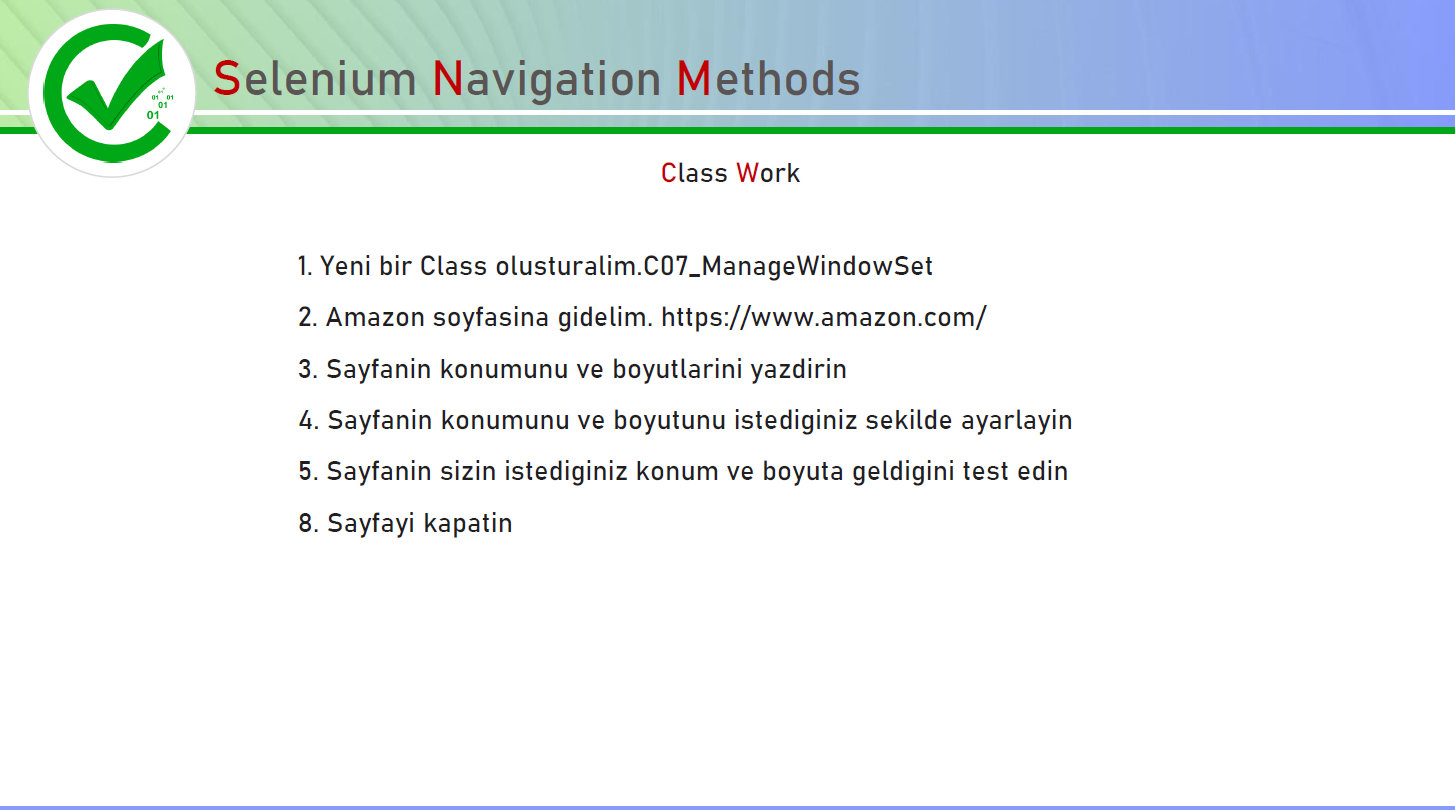 01
01 01
01
01
Selenium Navigation Methods
Class Work
1. Yeni bir Class olusturalim.C07_ManageWindowSet
2. Amazon soyfasina gidelim. https://www.amazon.com/
3. Sayfanin konumunu ve boyutlarini yazdirin
4. Sayfanin konumunu ve boyutunu istediginiz sekilde ayarlayin
5. Sayfanin sizin istediginiz konum ve boyuta geldigini test edin
8. Sayfayi kapatin